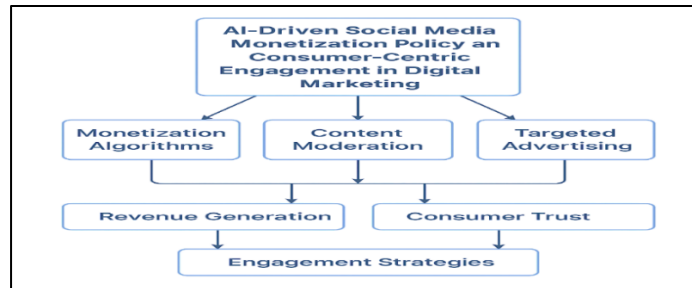 AI-Driven Social Media
Monetization Policy an
Consumer-Centric
Engagement in Digital
Marketing
Monetization
Algorithms
Content
Moderation
Targeted
Advertising
Revenue Generation
Consumer Trust
Engagement Strategies